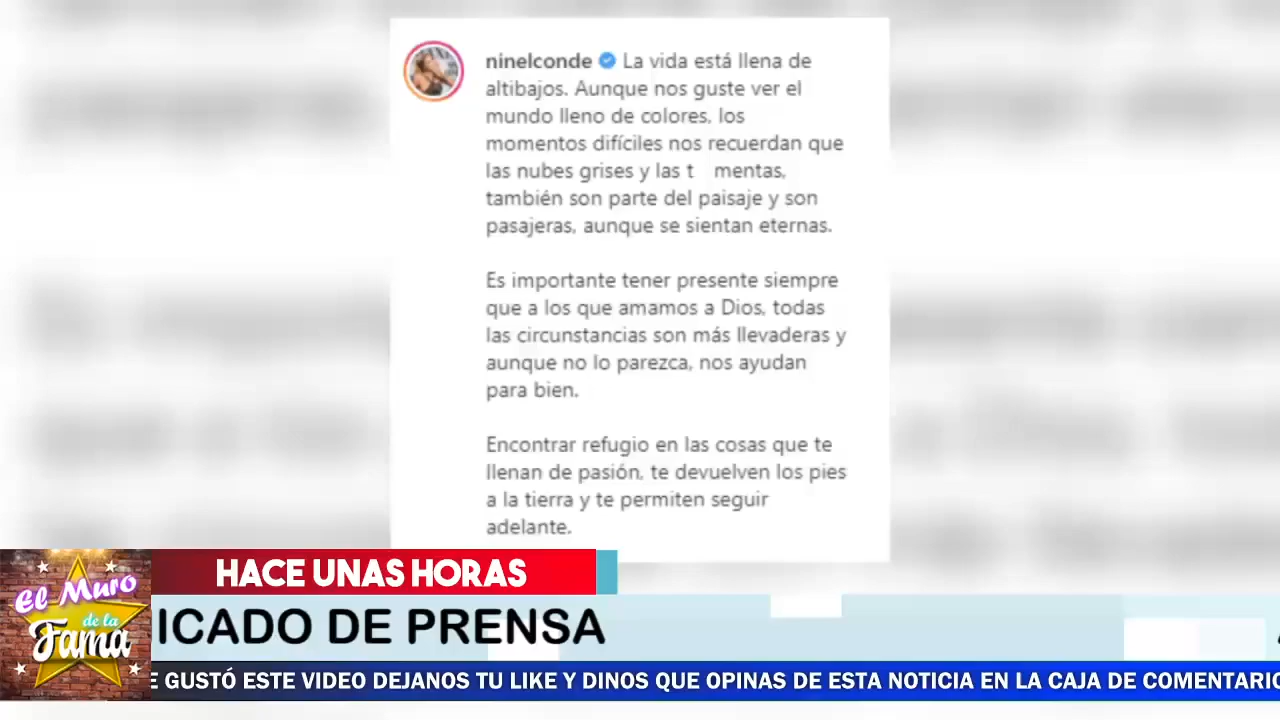 ninelconde La vida está llena de
altibajos. Aunque nos guste ver el
mundo lleno de colores, los
momentos difíciles nos recuerdan que
las nubes grises y las t mentas,
también son parte del paisaje y son
pasajeras, aunque se sientan eternas.
Es importante tener presente siempre
que a los que amamos a Dios, todas
las circunstancias son más llevaderas y
aunque no lo parezca, nos ayudan
para bien.
Encontrar refugio en las cosas que te
llenan de pasión, te devuelven los pies
a la tierra y te permiten seguir
adelante.
HACE UNAS HORAS
El Muro
de la
Fama
ICADO DE PRENSA
E GUSTÓ ESTE VIDEO DEJANOS TU LIKE Y DINOS QUE OPINAS DE ESTA NOTICIA EN LA CAJA DE COMENTARIO